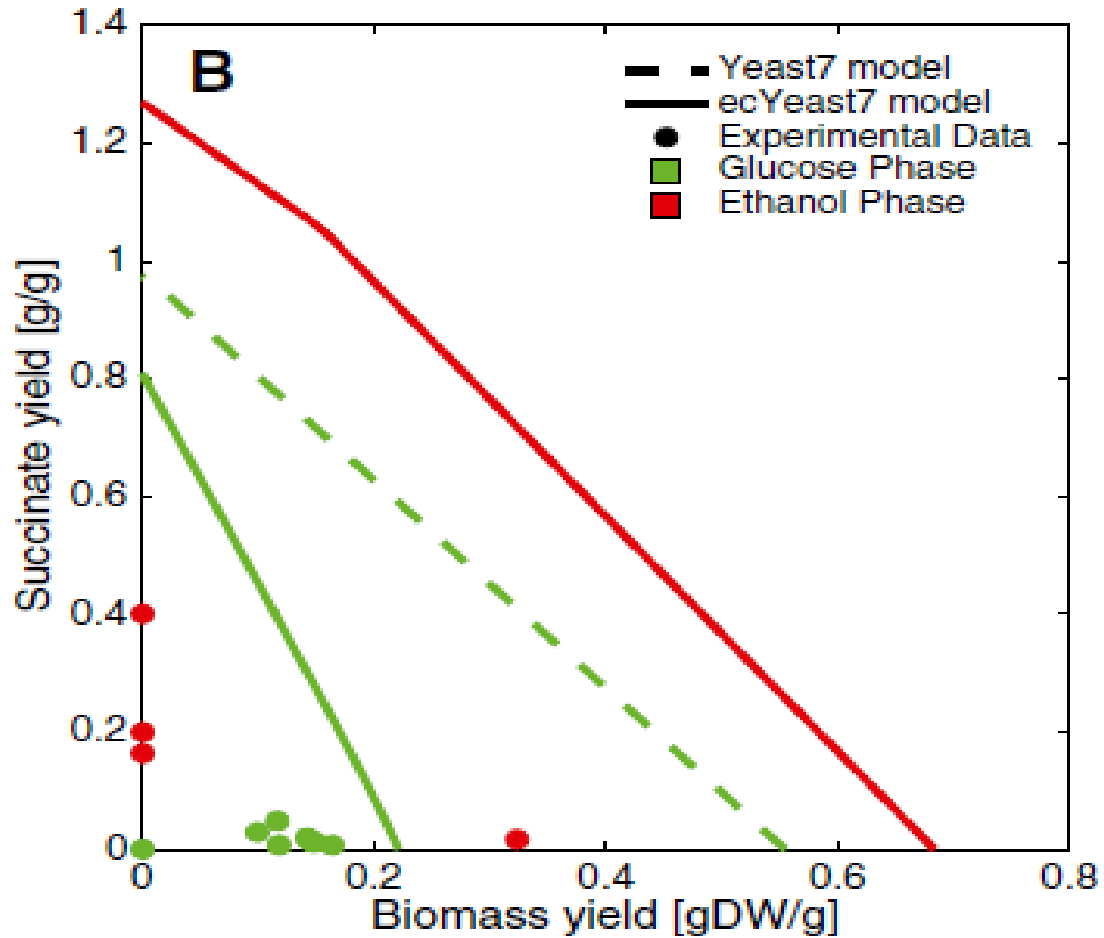 B
Yeast7 model
ecYeast7 model
Experimental Data
Glucose Phase
Ethanol Phase
1.4
1.2
1
0.8
0.6
0.4
0.2
0
Succinate yield [g/g]
0 0.2 0.4 0.6 0.8
Biomass yield [gDW/g]